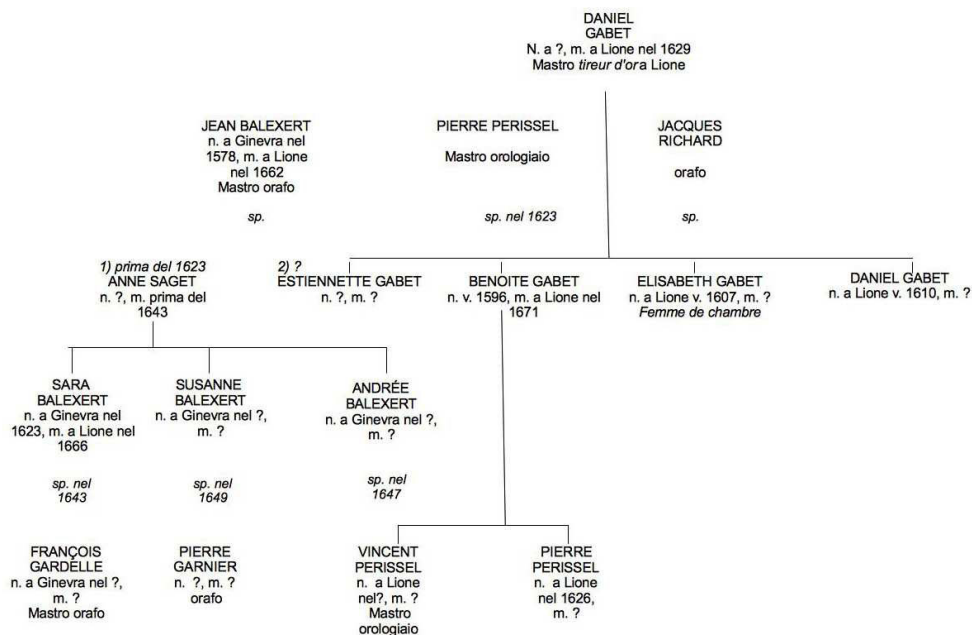 DANIEL
GABET
N. a ?, m. a Lione nel 1629
Mastro tireur d'or a Lione
JEAN BALEXERT
n. a Ginevra nel
1578, m. a Lione
nel 1662
Mastro orafo
sp.
PIERRE PERISSEL
Mastro orologiaio
sp. nel 1623
JACQUES
RICHARD
orafo
sp.
1) prima del 1623
ANNE SAGET
n. ?, m. prima del
1643
2) ?
ESTIENNETTE GABET
n. ?, m. ?
BENOITE GABET
n. v. 1596, m. a Lione nel
1671
ELISABETH GABET
n. a Lione v. 1607, m. ?
Femme de chambre
DANIEL GABET
n. a Lione v. 1610, m. ?
SARA
BALEXERT
n. a Ginevra nel
1623, m. a Lione nel
1666
sp. nel
1643
SUSANNE
BALEXERT
n. a Ginevra nel ?,
m. ?
sp. nel
1649
ANDRÉE
BALEXERT
n. a Ginevra nel ?,
m. ?
sp. nel
1647
FRANÇOIS
GARDELLE
n. a Ginevra nel ?,
m. ?
Mastro orafo
PIERRE
GARNIER
n. ?, m. ?
orafo
VINCENT
PERISSEL
n. a Lione
nel?, m. ?
Mastro
orologiaio
PIERRE
PERISSEL
n. a Lione
nel 1626,
m. ?